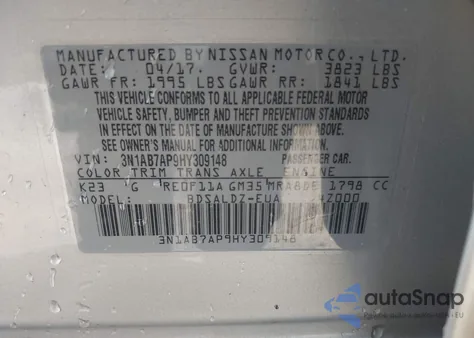 MANUFACTURED BY NISSAN MOTOR CO., LTD.
DATE: 04/17. GVWR: 3823 LBS
GAWR FR: 1995 LBS GAWR RR: 1841 LBS
THIS VEHICLE CONFORMS TO ALL APPLICABLE FEDERAL MOTOR
VEHICLE SAFETY, BUMPER AND THEFT PREVENTION STANDARDS
IN EFFECT ON THE DATE OF MANUFACTURE SHOWN ABOVE.
SEE OWNER'S MANUAL FOR ADDITIONAL INFORMATION.
VIN: 3N1AB7AP9HY309148 PASSENGER CAR.
COLOR TRIM TRANS AXLE ENGINE
K23 G RE0F11A GM35 MRA8DE 1798 CC
BDSALDZ-EUA
3N1AB7AP9HY309148
autoSnap